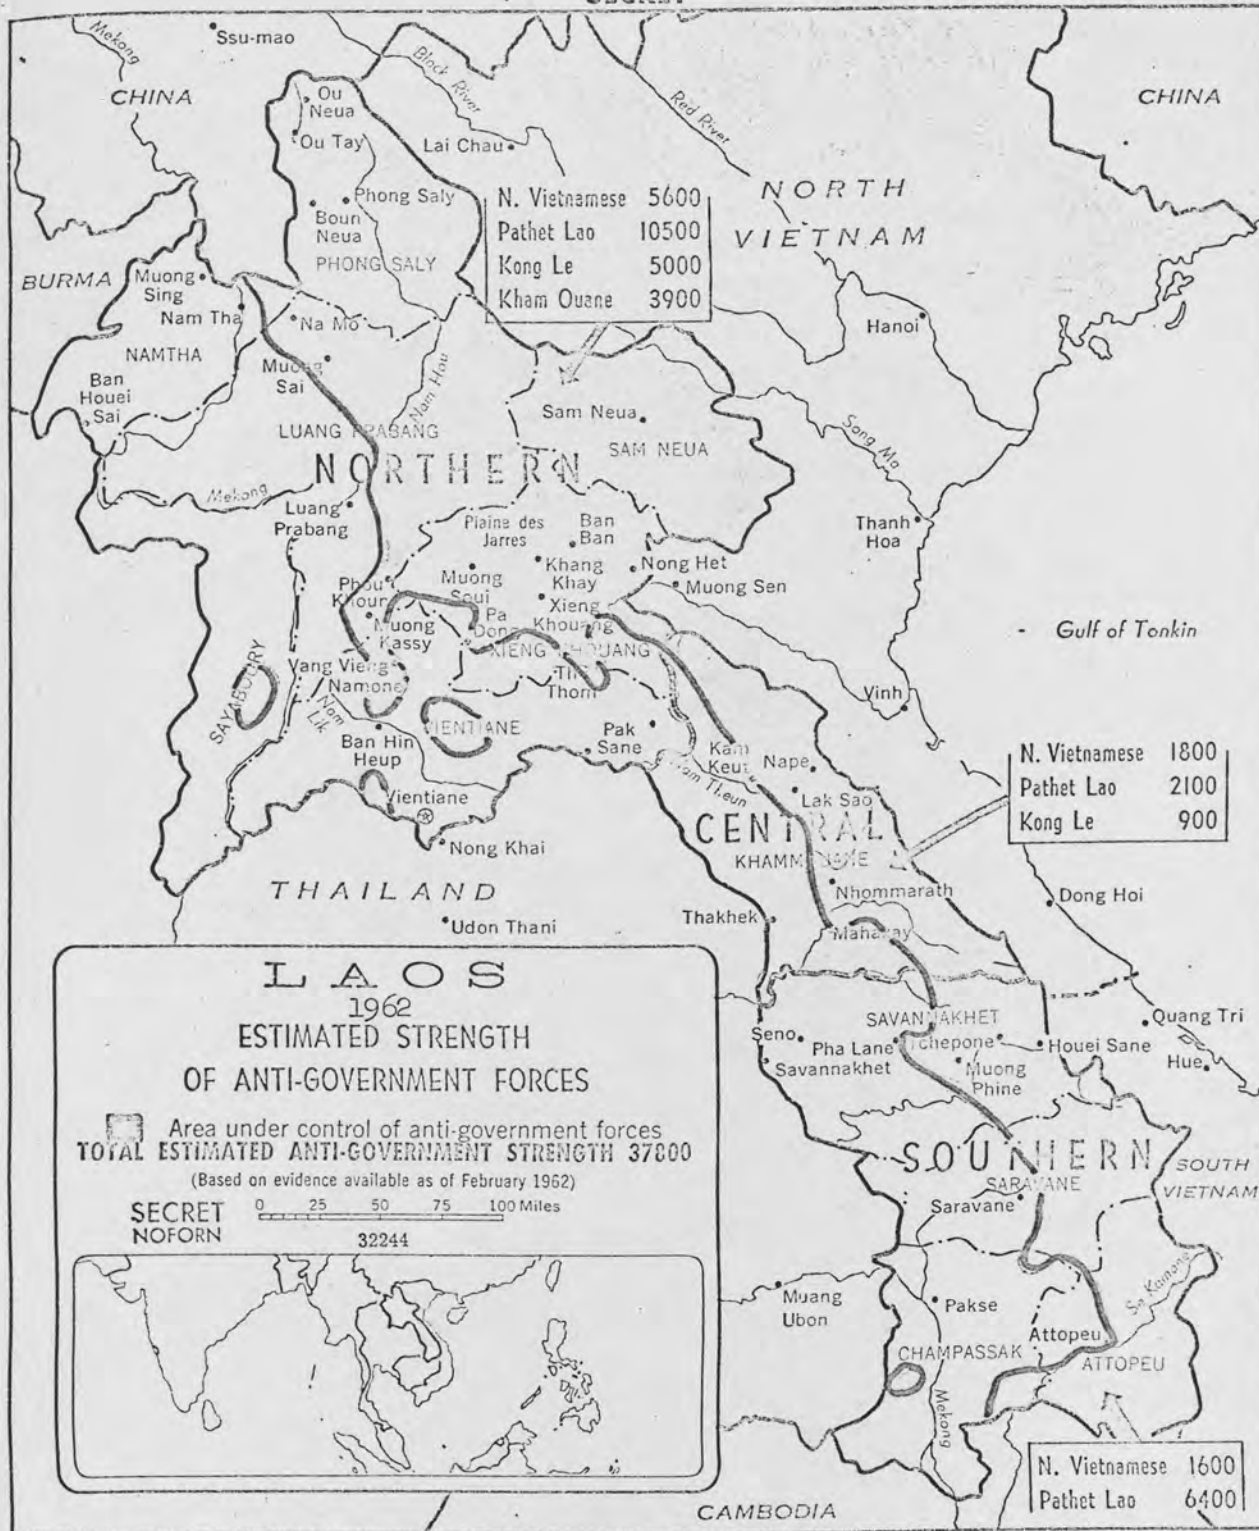 SECRET
Mekong
Ssu-mao
CHINA
Black River
Red River
CHINA
Ou
Neua
Ou Tay
Lai Chau
Phong Saly
Boun
Neua
PHONG SALY
N. Vietnamese 5600
Pathet Lao 10500
Kong Le 5000
Kham Ouane 3900
NORTH
VIETNAM
BURMA
Muong
Sing
Nam Tha
Na Mo
NAMTHA
Muong
Sai
Ban
Houei
Sai
Nam Hou
Hanoi
Sam Neua
SAM NEUA
Song Ma
LUANG PRABANG
NORTHERN
Mekong
Luang
Prabang
Plaine des
Jarres
Ban
Ban
Thanh
Hoa
Khang
Khay
Nong Het
Muong Sen
Muong
Soui
Phou
Khoun
Xieng
Khouang
Pa
Dong
Muong
Kassy
XIENG KHOUANG
Gulf of Tonkin
SAYABOURY
Vang Vieng
Namone
Tha
Thom
Vinh
Nam
Lik
VIENTIANE
Ban Hin
Heup
Pak
Sane
Kam
Keut
Nape
Nam Theun
Lak Sao
N. Vietnamese 1800
Pathet Lao 2100
Kong Le 900
Vientiane
Nong Khai
CENTRAL
KHAMMOUANE
THAILAND
Udon Thani
Nhommarath
Dong Hoi
Thakhek
Mahaxay
LAOS
1962
ESTIMATED STRENGTH
OF ANTI-GOVERNMENT FORCES
Area under control of anti-government forces
TOTAL ESTIMATED ANTI-GOVERNMENT STRENGTH 37800
(Based on evidence available as of February 1962)
SECRET
NOFORN
0 25 50 75 100 Miles
32244
SAVANNAKHET
Seno
Pha Lane
Tchepone
Houei Sane
Quang Tri
Savannakhet
Muong
Phine
Hue
SOUTHERN
SARAVANE
Saravane
SOUTH
VIETNAM
Muang
Ubon
Pakse
Attopeu
Se Kamane
CHAMPASSAK
ATTOPEU
Mekong
N. Vietnamese 1600
Pathet Lao 6400
CAMBODIA